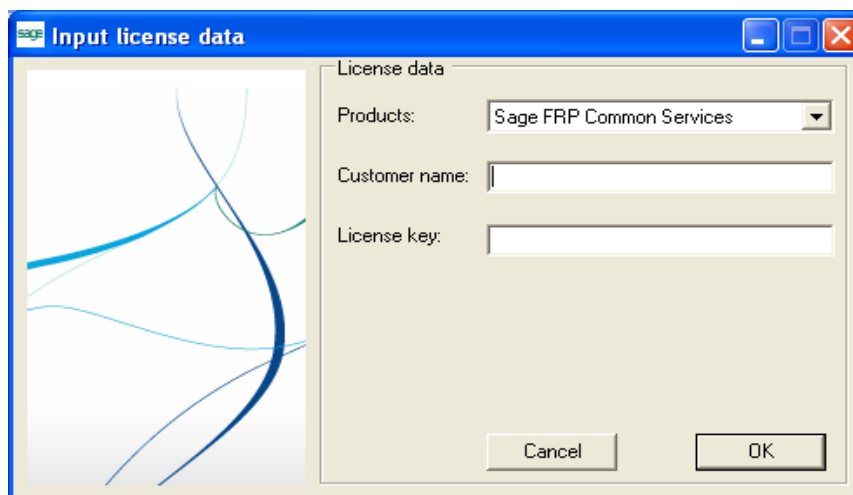 sage Input license data
License data
Products: Sage FRP Common Services
Customer name:
License key:
Cancel OK